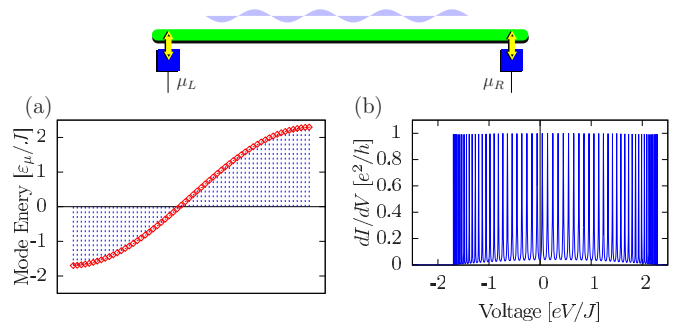 μ_L μ_R
(a) (b)
Mode Enery [ε_μ/J]
2
1
0
-1
-2
dI/dV [e²/h]
1
0.8
0.6
0.4
0.2
0
-2 -1 0 1 2
Voltage [eV/J]